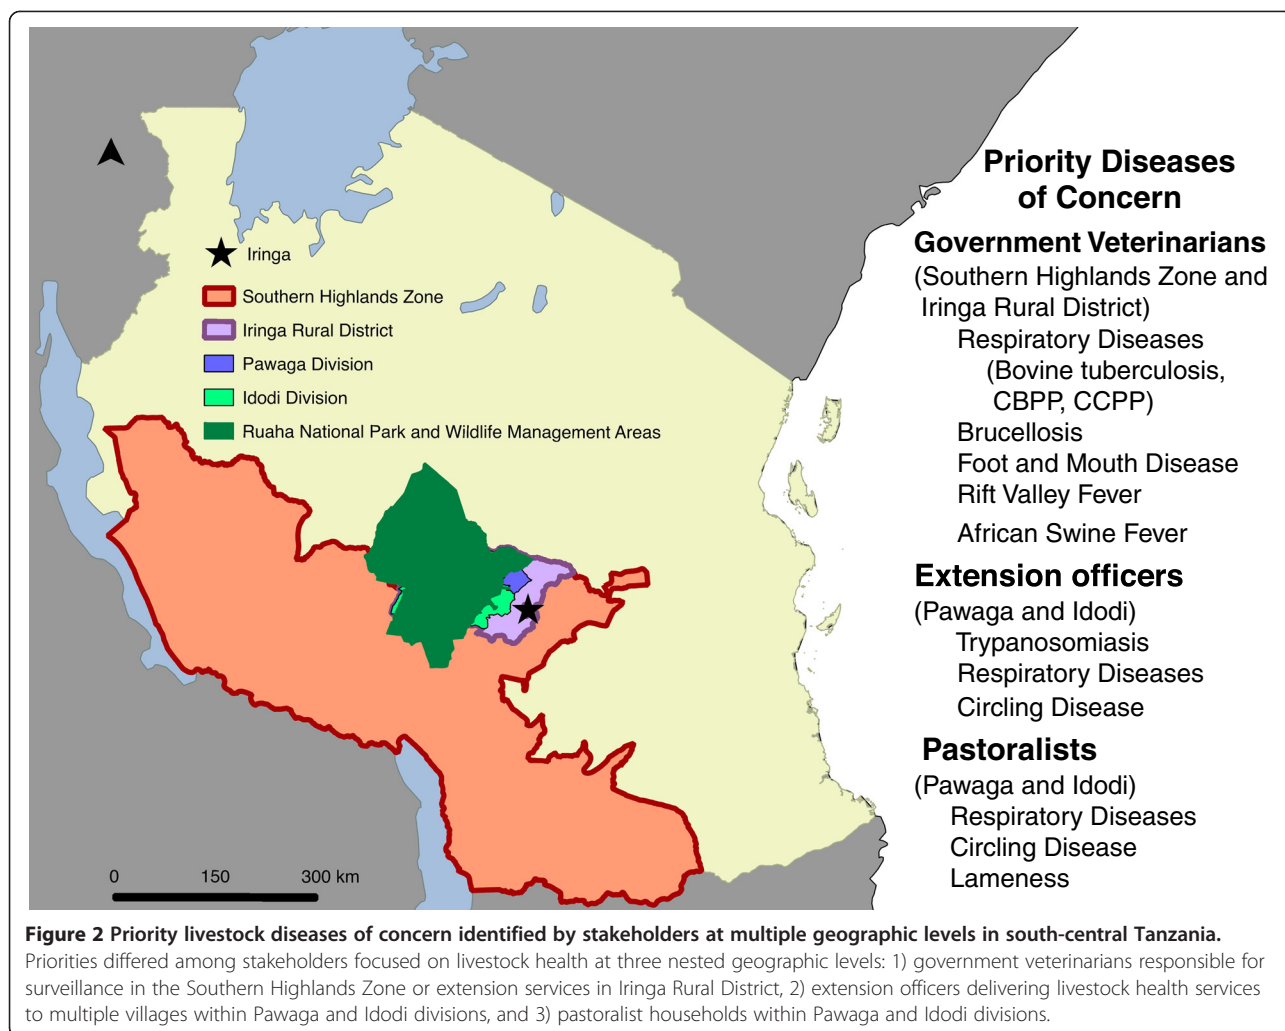 Iringa
Southern Highlands Zone
Iringa Rural District
Pawaga Division
Idodi Division
Ruaha National Park and Wildlife Management Areas
0 150 300 km
Priority Diseases
of Concern
Government Veterinarians
(Southern Highlands Zone and
Iringa Rural District)
Respiratory Diseases
(Bovine tuberculosis,
CBPP, CCPP)
Brucellosis
Foot and Mouth Disease
Rift Valley Fever
African Swine Fever
Extension officers
(Pawaga and Idodi)
Trypanosomiasis
Respiratory Diseases
Circling Disease
Pastoralists
(Pawaga and Idodi)
Respiratory Diseases
Circling Disease
Lameness
Figure 2 Priority livestock diseases of concern identified by stakeholders at multiple geographic levels in south-central Tanzania.
Priorities differed among stakeholders focused on livestock health at three nested geographic levels: 1) government veterinarians responsible for
surveillance in the Southern Highlands Zone or extension services in Iringa Rural District, 2) extension officers delivering livestock health services
to multiple villages within Pawaga and Idodi divisions, and 3) pastoralist households within Pawaga and Idodi divisions.